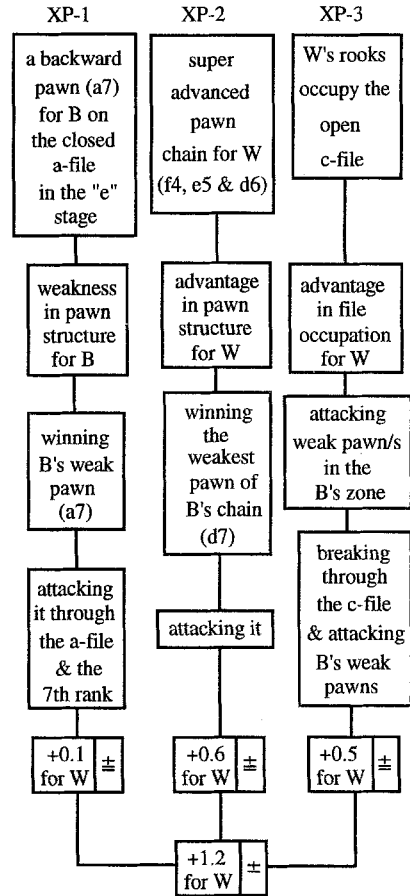 XP-1
XP-2
XP-3
a backward
pawn (a7)
for B on
the closed
a-file
in the "e"
stage
super
advanced
pawn
chain for W
(f4, e5 & d6)
W's rooks
occupy the
open
c-file
weakness
in pawn
structure
for B
advantage
in pawn
structure
for W
advantage
in file
occupation
for W
winning
B's weak
pawn
(a7)
winning
the
weakest
pawn of
B's chain
(d7)
attacking
weak pawn/s
in the
B's zone
attacking
it through
the a-file
& the
7th rank
attacking it
breaking
through
the c-file
& attacking
B's weak
pawns
+0.1
for W
⩲
+0.6
for W
⩲
+0.5
for W
⩲
+1.2
for W
±